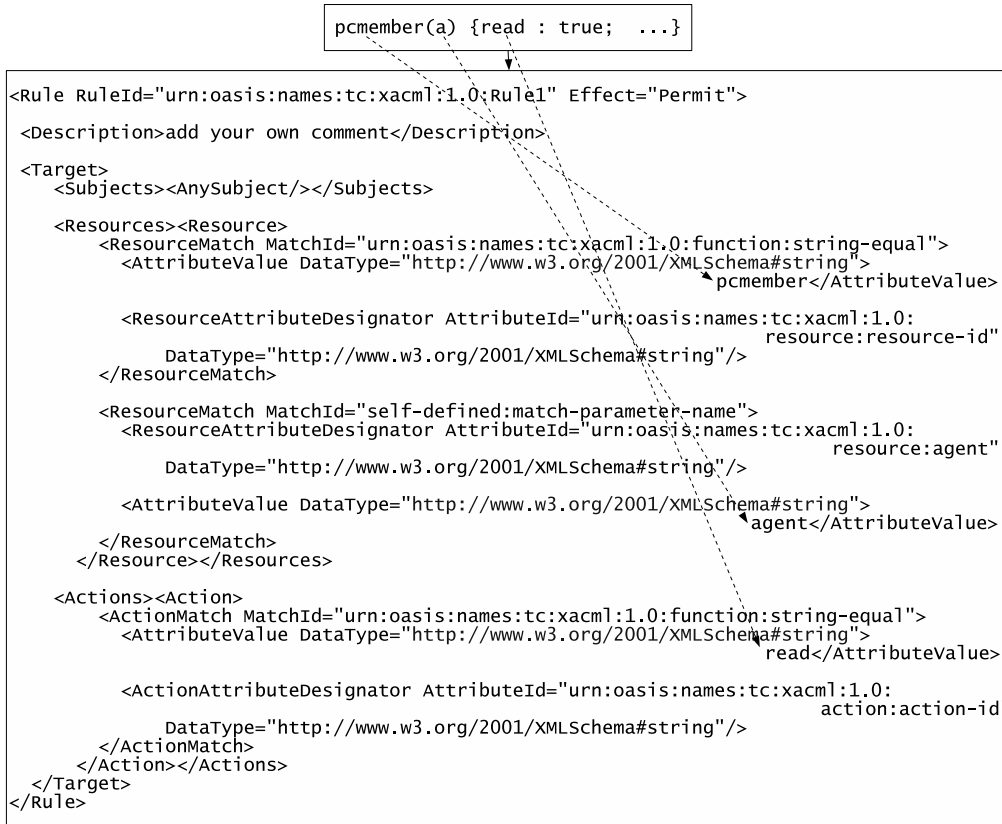 pcmember(a) {read : true;  ...}
<Rule RuleId="urn:oasis:names:tc:xacml:1.0:Rule1" Effect="Permit">
<Description>add your own comment</Description>
<Target>
<Subjects><AnySubject/></Subjects>
<Resources><Resource>
<ResourceMatch MatchId="urn:oasis:names:tc:xacml:1.0:function:string-equal">
<AttributeValue DataType="http://www.w3.org/2001/XMLSchema#string">
pcmember</AttributeValue>
<ResourceAttributeDesignator AttributeId="urn:oasis:names:tc:xacml:1.0:
resource:resource-id"
DataType="http://www.w3.org/2001/XMLSchema#string"/>
</ResourceMatch>
<ResourceMatch MatchId="self-defined:match-parameter-name">
<ResourceAttributeDesignator AttributeId="urn:oasis:names:tc:xacml:1.0:
resource:agent"
DataType="http://www.w3.org/2001/XMLSchema#string"/>
<AttributeValue DataType="http://www.w3.org/2001/XMLSchema#string">
agent</AttributeValue>
</ResourceMatch>
</Resource></Resources>
<Actions><Action>
<ActionMatch MatchId="urn:oasis:names:tc:xacml:1.0:function:string-equal">
<AttributeValue DataType="http://www.w3.org/2001/XMLSchema#string">
read</AttributeValue>
<ActionAttributeDesignator AttributeId="urn:oasis:names:tc:xacml:1.0:
action:action-id
DataType="http://www.w3.org/2001/XMLSchema#string"/>
</ActionMatch>
</Action></Actions>
</Target>
</Rule>